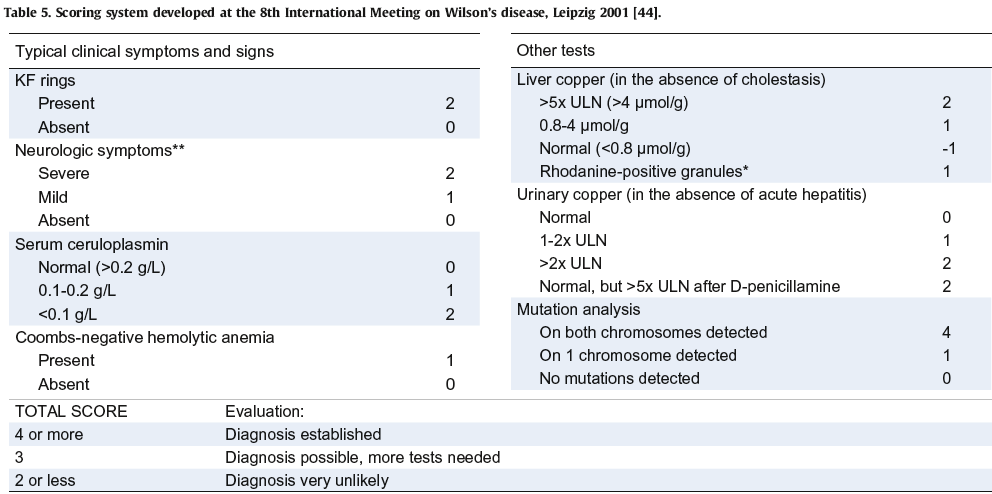 Table 5. Scoring system developed at the 8th International Meeting on Wilson's disease, Leipzig 2001 [44].
Typical clinical symptoms and signs
KF rings
Present 2
Absent 0
Neurologic symptoms**
Severe 2
Mild 1
Absent 0
Serum ceruloplasmin
Normal (>0.2 g/L) 0
0.1-0.2 g/L 1
<0.1 g/L 2
Coombs-negative hemolytic anemia
Present 1
Absent 0
Other tests
Liver copper (in the absence of cholestasis)
>5x ULN (>4 µmol/g) 2
0.8-4 µmol/g 1
Normal (<0.8 µmol/g) -1
Rhodanine-positive granules* 1
Urinary copper (in the absence of acute hepatitis)
Normal 0
1-2x ULN 1
>2x ULN 2
Normal, but >5x ULN after D-penicillamine 2
Mutation analysis
On both chromosomes detected 4
On 1 chromosome detected 1
No mutations detected 0
TOTAL SCORE Evaluation:
4 or more Diagnosis established
3 Diagnosis possible, more tests needed
2 or less Diagnosis very unlikely